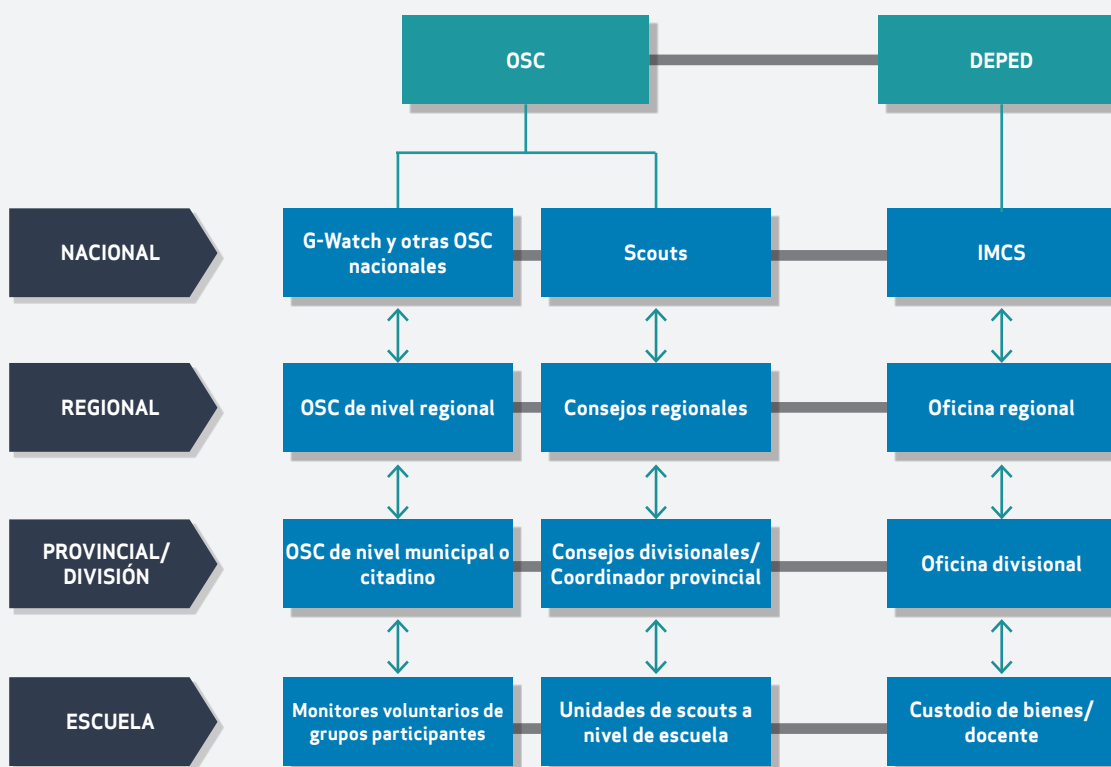 OSC
DEPED
NACIONAL
G-Watch y otras OSC
nacionales
Scouts
IMCS
REGIONAL
OSC de nivel regional
Consejos regionales
Oficina regional
PROVINCIAL/
DIVISIÓN
OSC de nivel municipal o
citadino
Consejos divisionales/
Coordinador provincial
Oficina divisional
ESCUELA
Monitores voluntarios de
grupos participantes
Unidades de scouts a
nivel de escuela
Custodio de bienes/
docente